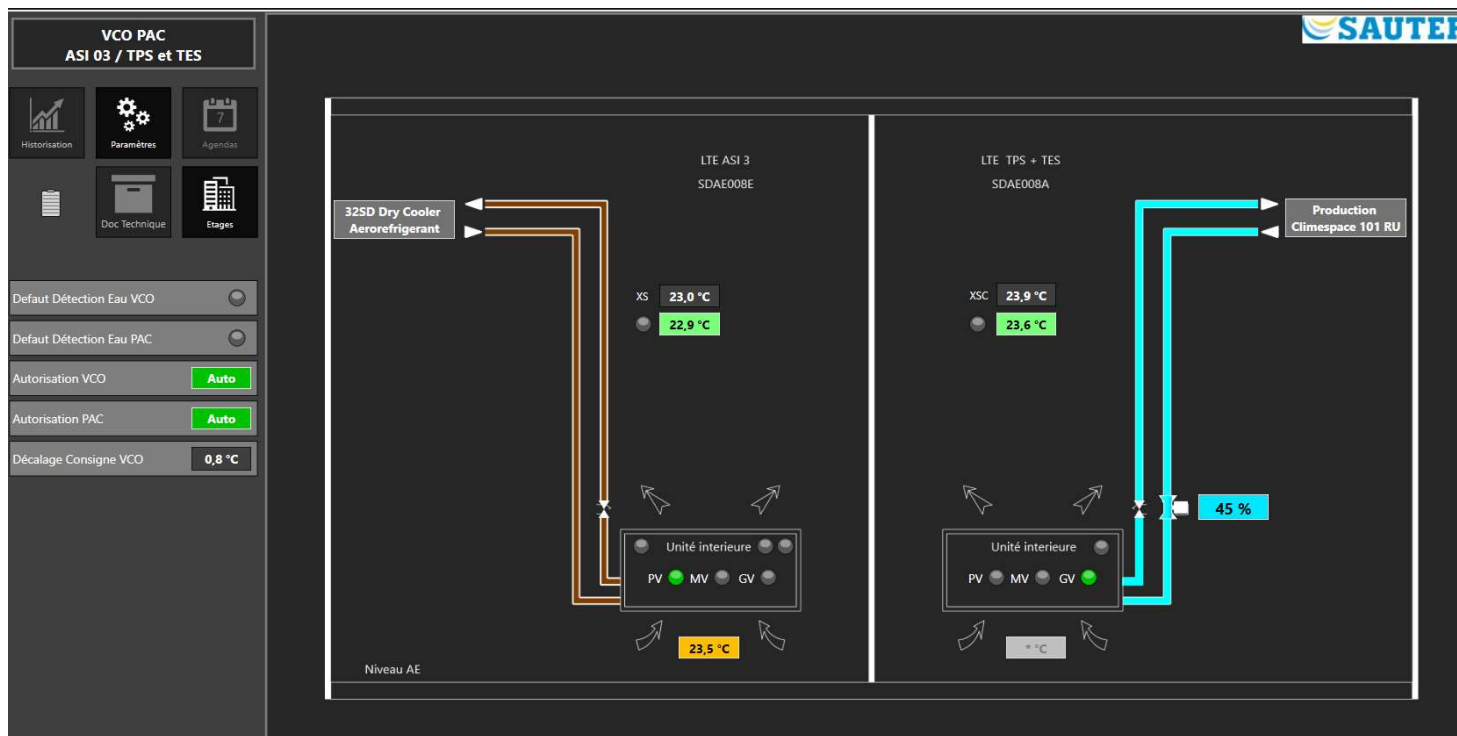 VCO PAC
ASI 03 / TPS et TES
SAUTER
Historisation
Paramètres
7
Agendas
Doc Technique
Etages
Defaut Détection Eau VCO
Defaut Détection Eau PAC
Autorisation VCO Auto
Autorisation PAC Auto
Décalage Consigne VCO 0,8 °C
LTE ASI 3
SDAE008E
32SD Dry Cooler
Aerorefrigerant
XS 23,0 °C
22,9 °C
Unité interieure
PV MV GV
23,5 °C
Niveau AE
LTE TPS + TES
SDAE008A
Production
Climespace 101 RU
XSC 23,9 °C
23,6 °C
45 %
Unité interieure
PV MV GV
* °C